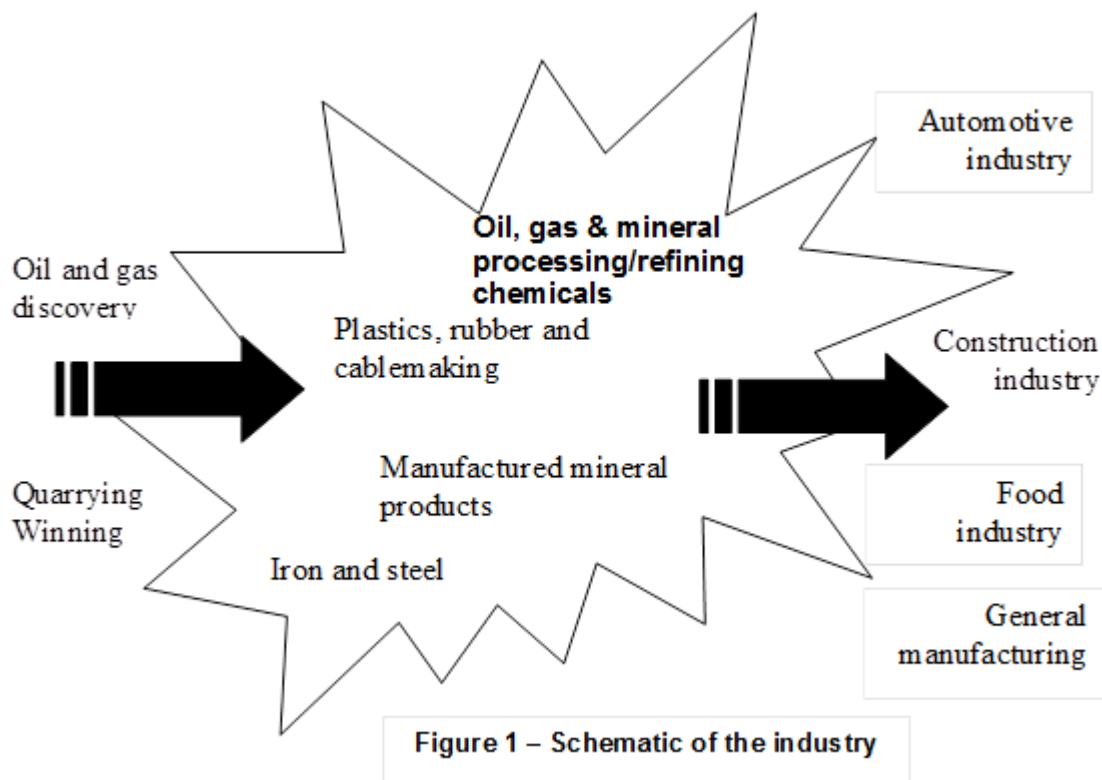 Automotive
industry
Oil, gas & mineral
processing/refining
chemicals
Oil and gas
discovery
Plastics, rubber and
cablemaking
Construction
industry
Manufactured mineral
products
Quarrying
Winning
Food
industry
Iron and steel
General
manufacturing
Figure 1 – Schematic of the industry